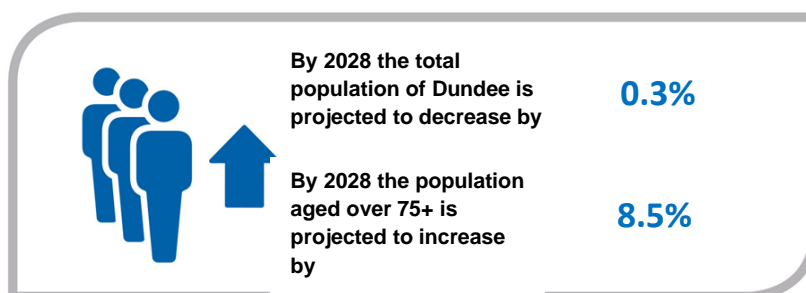 By 2028 the total
population of Dundee is
projected to decrease by
0.3%
By 2028 the population
aged over 75+ is
projected to increase
by
8.5%